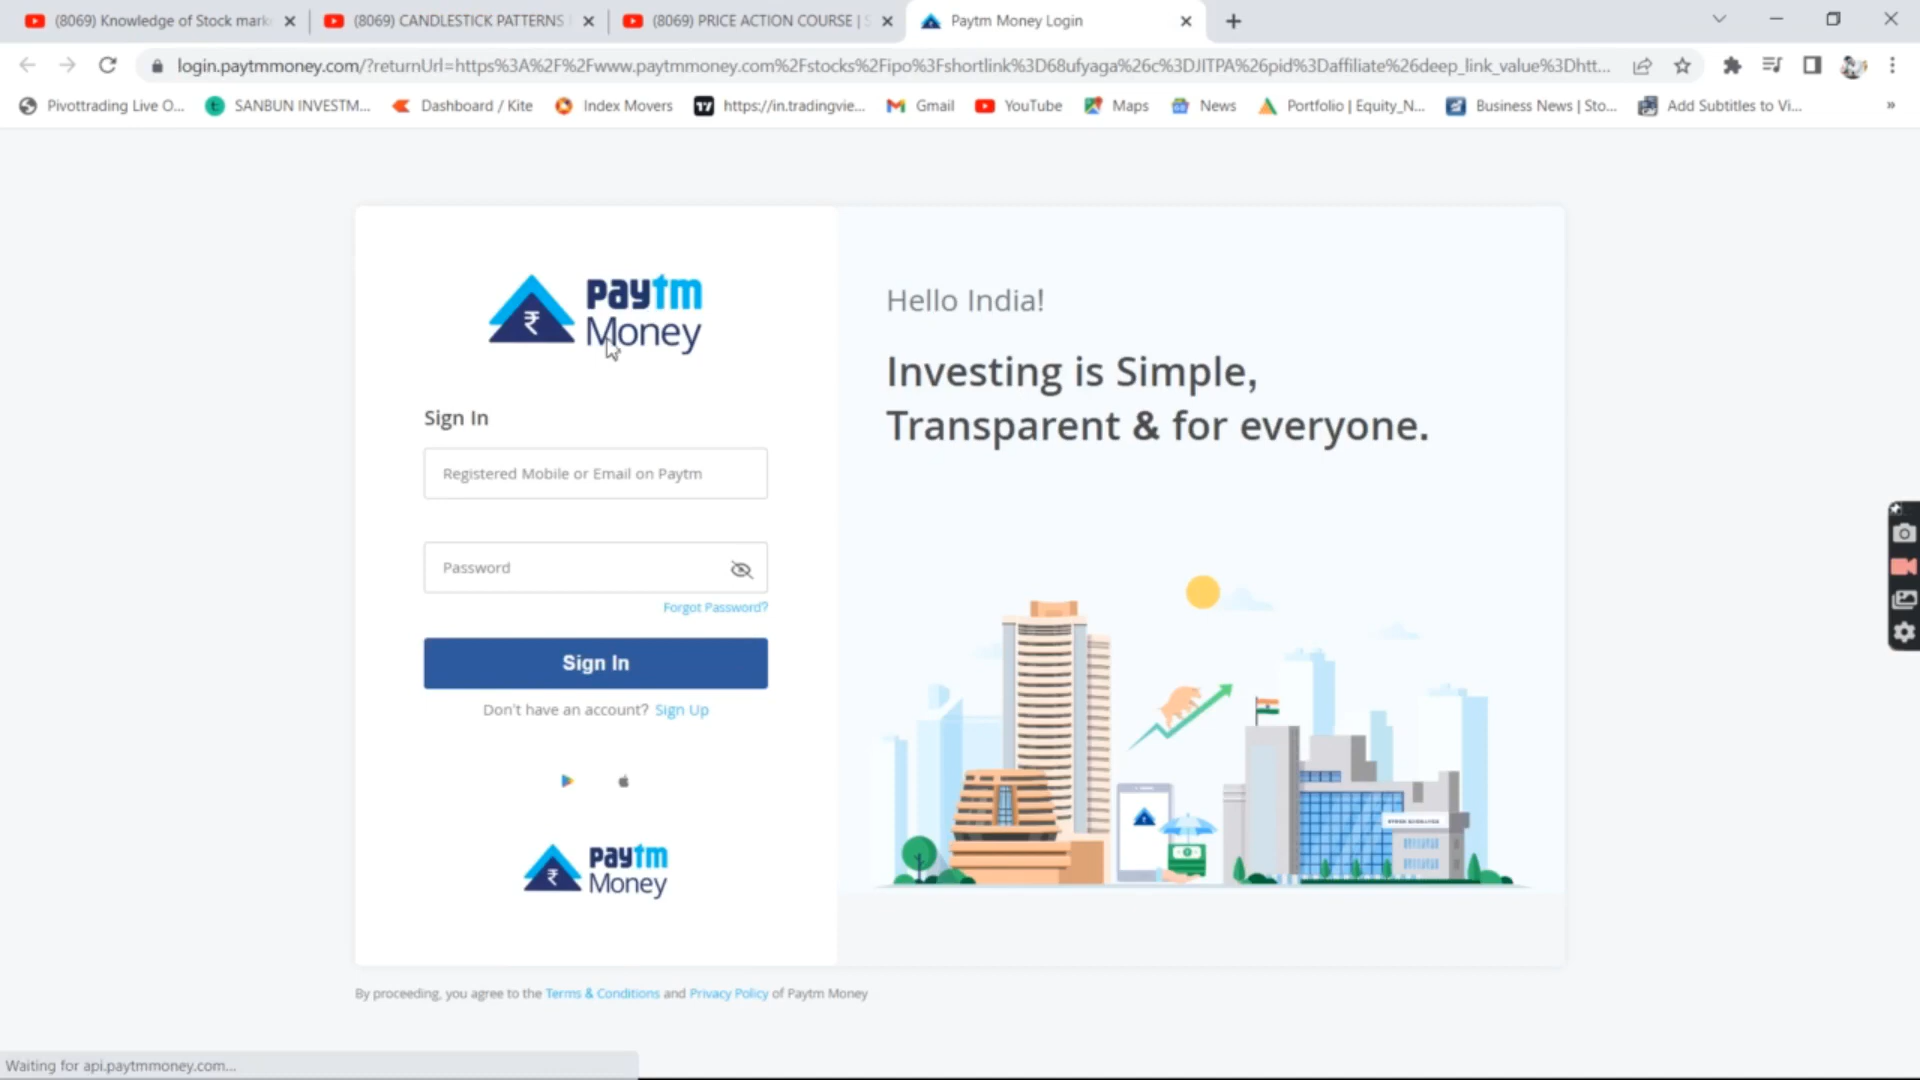 (8069) Knowledge of Stock mark
(8069) CANDLESTICK PATTERNS
(8069) PRICE ACTION COURSE | S
Paytm Money Login
login.paytmmoney.com/?returnUrl=https%3A%2F%2Fwww.paytmmoney.com%2Fstocks%2Fipo%3Fshortlink%3D68ufyaga%26c%3DJITPA%26pid%3Daffiliate%26deep_link_value%3Dhtt...
Pivottrading Live O...
SANBUN INVESTM...
Dashboard / Kite
Index Movers
https://in.tradingvie...
Gmail
YouTube
Maps
News
Portfolio | Equity_N...
Business News | Sto...
Add Subtitles to Vi...
»
paytm
Money
Sign In
Registered Mobile or Email on Paytm
Password
Forgot Password?
Sign In
Don't have an account? Sign Up
paytm
Money
Hello India!
Investing is Simple,
Transparent & for everyone.
By proceeding, you agree to the Terms & Conditions and Privacy Policy of Paytm Money
Waiting for api.paytmmoney.com...